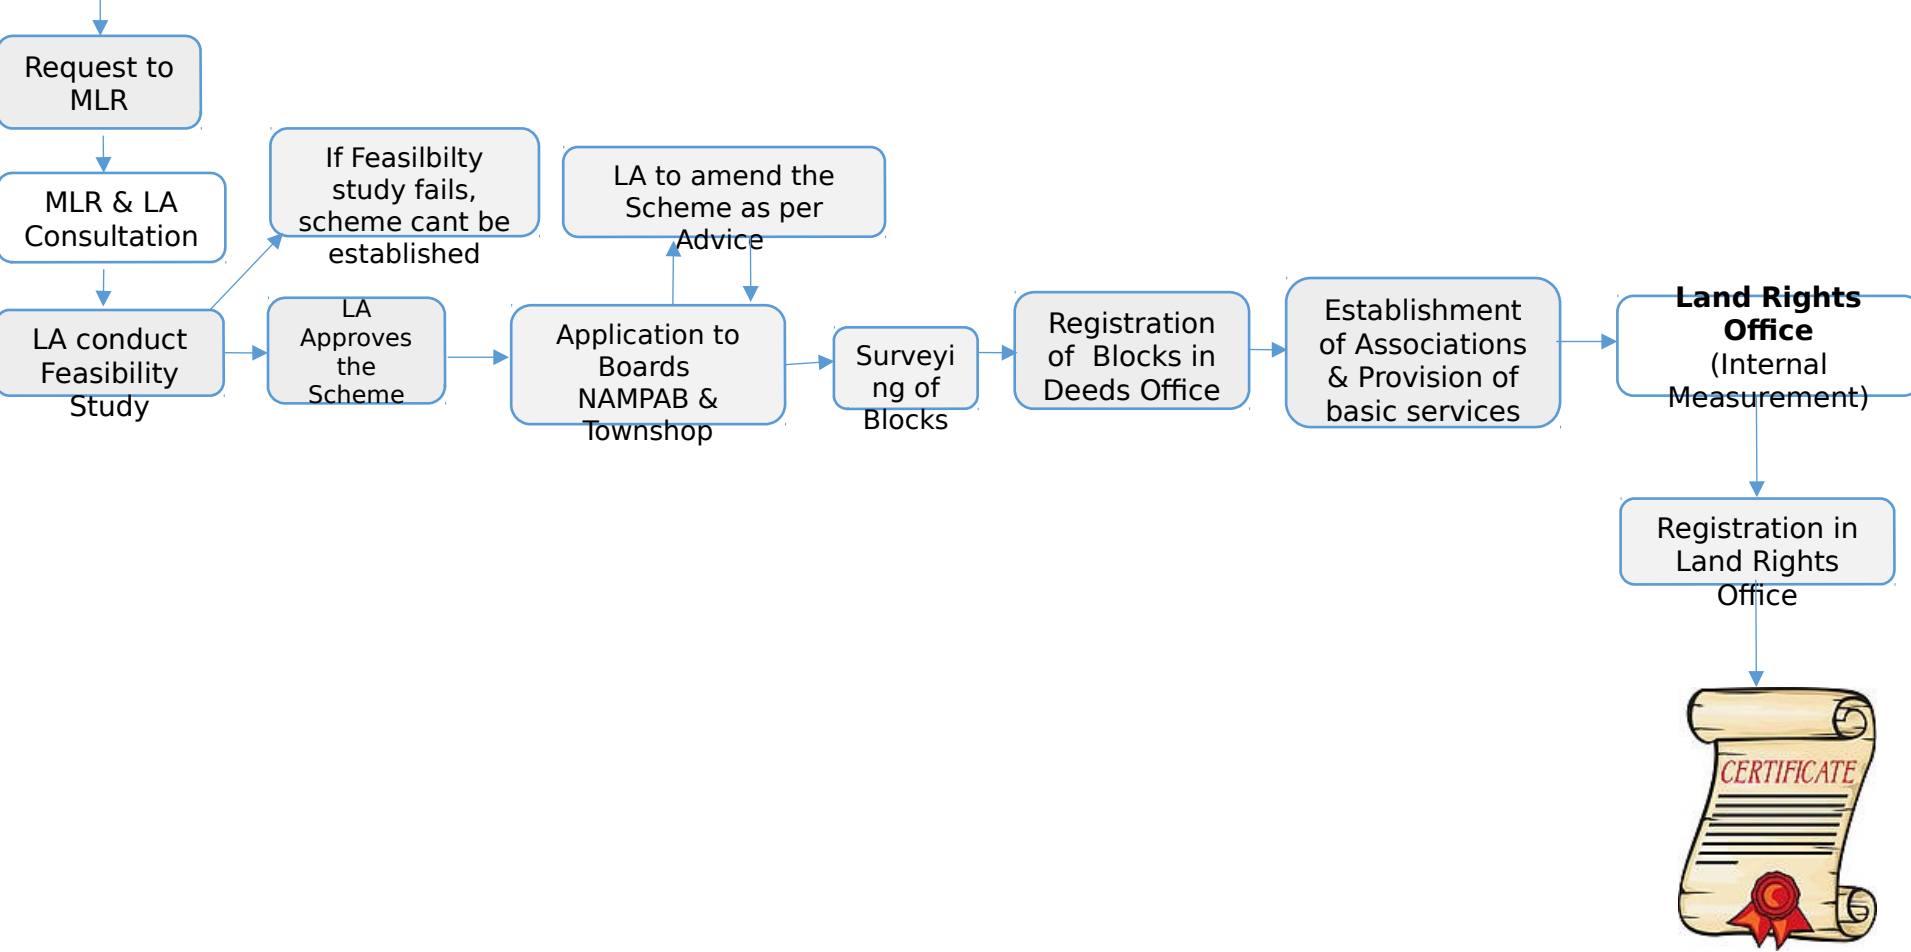 Request to
MLR
MLR & LA
Consultation
If Feasilbilty
study fails,
scheme cant be
established
LA to amend the
Scheme as per
Advice
LA conduct
Feasibility
Study
LA
Approves
the
Scheme
Application to
Boards
NAMPAB &
Townshop
Surveyi
ng of
Blocks
Registration
of  Blocks in
Deeds Office
Establishment
of Associations
& Provision of
basic services
Land Rights
Office
(Internal
Measurement)
Registration in
Land Rights
Office
CERTIFICATE